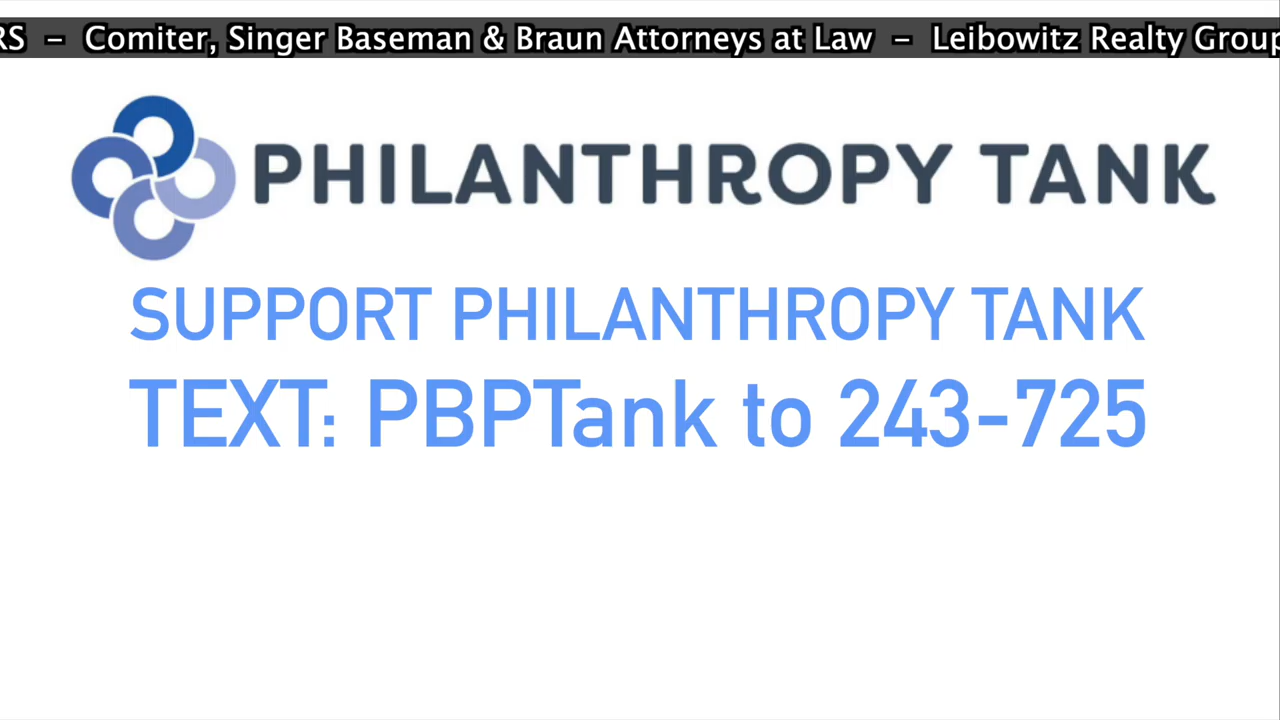 RS – Comiter, Singer Baseman & Braun Attorneys at Law – Leibowitz Realty Group
PHILANTHROPY TANK
SUPPORT PHILANTHROPY TANK
TEXT: PBPTank to 243-725